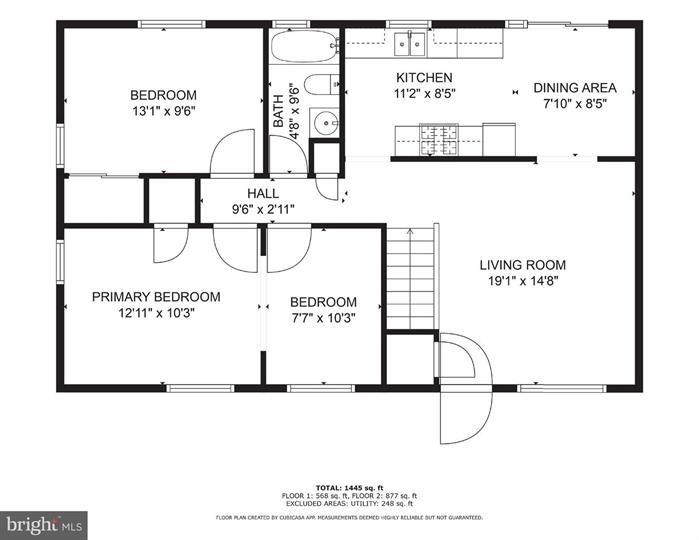 BEDROOM
13'1" x 9'6"
BATH
4'8" x 9'6"
KITCHEN
11'2" x 8'5"
DINING AREA
7'10" x 8'5"
HALL
9'6" x 2'11"
PRIMARY BEDROOM
12'11" x 10'3"
BEDROOM
7'7" x 10'3"
LIVING ROOM
19'1" x 14'8"
TOTAL: 1445 sq. ft
FLOOR 1: 568 sq. ft, FLOOR 2: 877 sq. ft
EXCLUDED AREAS: UTILITY: 248 sq. ft
FLOOR PLAN CREATED BY CUBICASA APP. MEASUREMENTS DEEMED HIGHLY RELIABLE BUT NOT GUARANTEED.
bright MLS